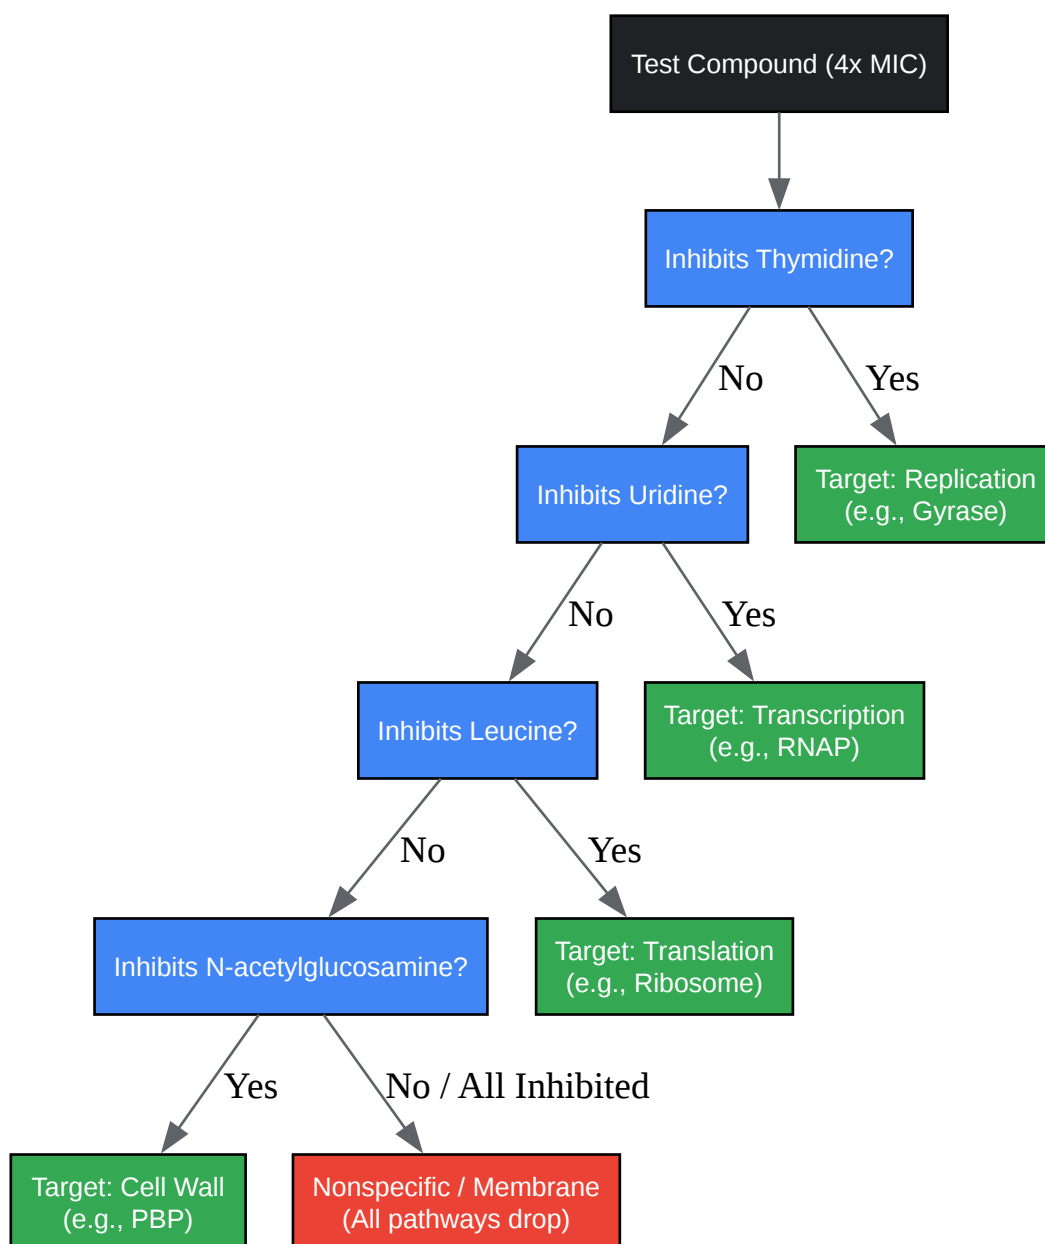 Test Compound (4x MIC)
Inhibits Thymidine?
No
Yes
Inhibits Uridine?
Target: Replication
(e.g., Gyrase)
No
Yes
Inhibits Leucine?
Target: Transcription
(e.g., RNAP)
No
Yes
Inhibits N-acetylglucosamine?
Target: Translation
(e.g., Ribosome)
Yes
No / All Inhibited
Target: Cell Wall
(e.g., PBP)
Nonspecific / Membrane
(All pathways drop)